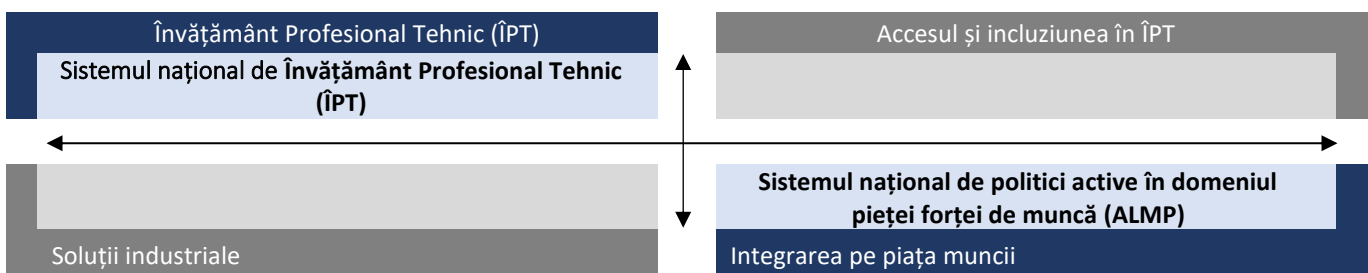 Învățământ Profesional Tehnic (ÎPT)
Sistemul național de Învățământ Profesional Tehnic
(ÎPT)
Accesul și incluziunea în ÎPT
Sistemul național de politici active în domeniul
pieței forței de muncă (ALMP)
Soluții industriale
Integrarea pe piața muncii